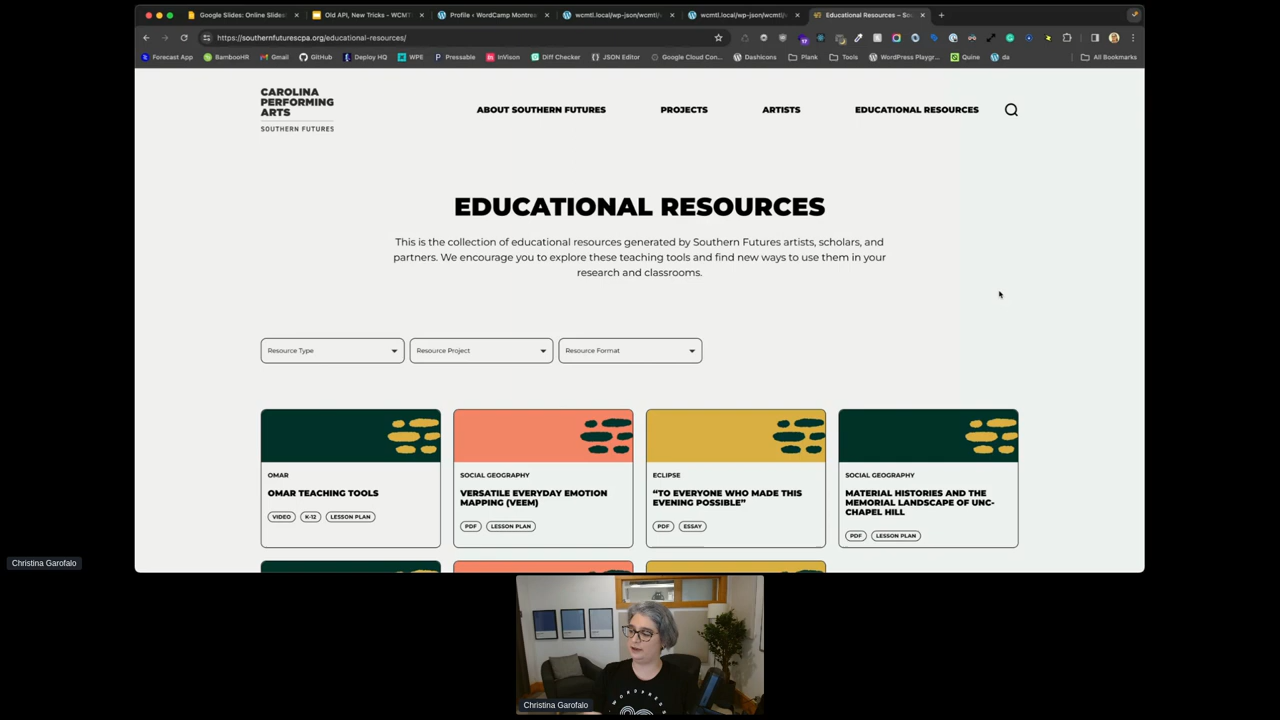 Google Slides: Online Slides
Old API, New Tricks - WCMT
Profile ‹ WordCamp Montre
wcmtl.local/wp-json/wcmtl/
wcmtl.local/wp-json/wcmtl/
Educational Resources – So
https://southernfuturescpa.org/educational-resources/
Forecast App
BambooHR
Gmail
GitHub
Deploy HQ
WPE
Pressable
InVison
Diff Checker
JSON Editor
Google Cloud Con...
Dashicons
Plank
Tools
WordPress Playgr...
Quine
da
All Bookmarks
CAROLINA
PERFORMING
ARTS
SOUTHERN FUTURES
ABOUT SOUTHERN FUTURES
PROJECTS
ARTISTS
EDUCATIONAL RESOURCES
EDUCATIONAL RESOURCES
This is the collection of educational resources generated by Southern Futures artists, scholars, and
partners. We encourage you to explore these teaching tools and find new ways to use them in your
research and classrooms.
Resource Type
Resource Project
Resource Format
OMAR
OMAR TEACHING TOOLS
VIDEO
K-12
LESSON PLAN
SOCIAL GEOGRAPHY
VERSATILE EVERYDAY EMOTION
MAPPING (VEEM)
PDF
LESSON PLAN
ECLIPSE
“TO EVERYONE WHO MADE THIS
EVENING POSSIBLE”
PDF
ESSAY
SOCIAL GEOGRAPHY
MATERIAL HISTORIES AND THE
MEMORIAL LANDSCAPE OF UNC-
CHAPEL HILL
PDF
LESSON PLAN
Christina Garofalo
WORDPRESS
Christina Garofalo